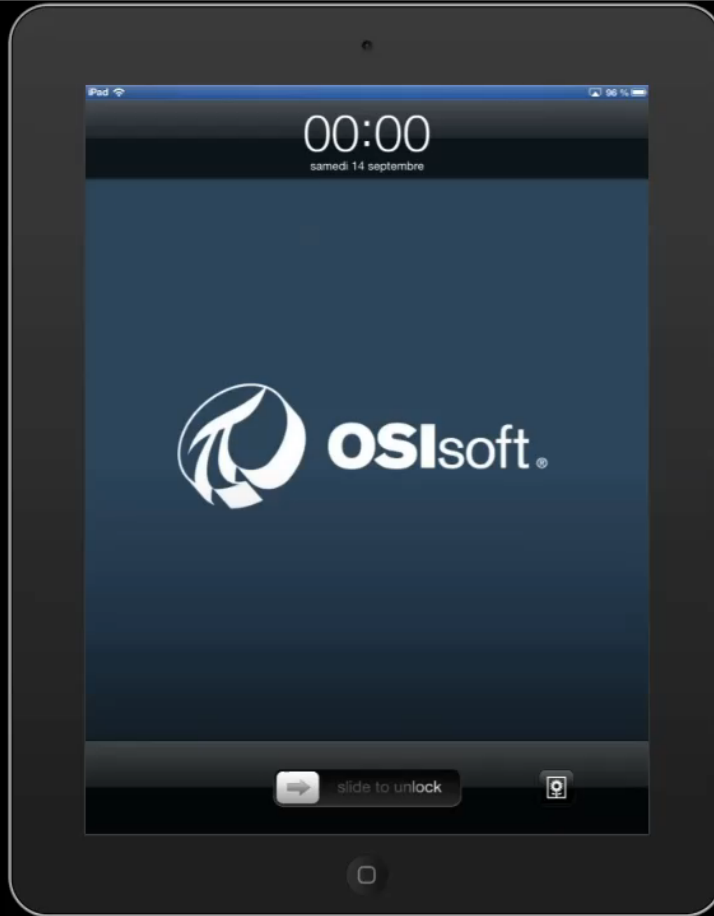 iPad 96 %
00:00
samedi 14 septembre
OSIsoft®
slide to unlock